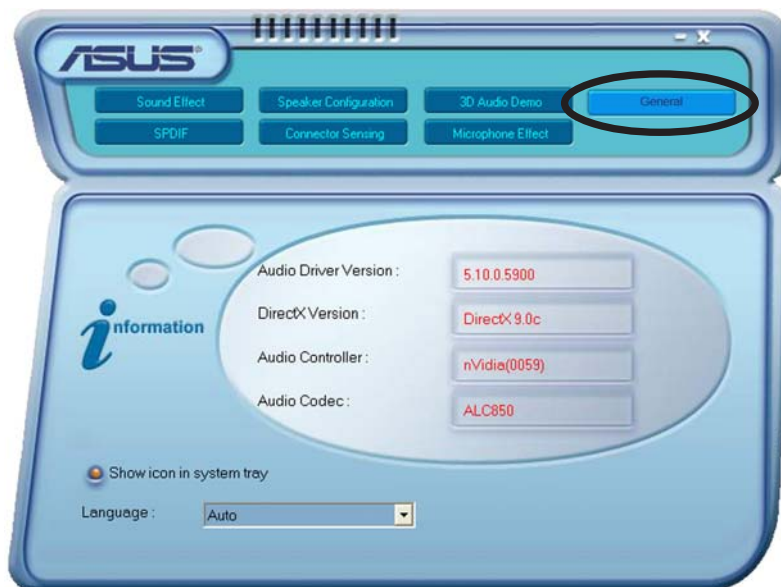 ASUS
Sound Effect
Speaker Configuration
3D Audio Demo
General
SPDIF
Connector Sensing
Microphone Effect
information
Audio Driver Version : 5.10.0.5900
DirectX Version : DirectX 9.0c
Audio Controller : nVidia(0059)
Audio Codec : ALC850
Show icon in system tray
Language : Auto